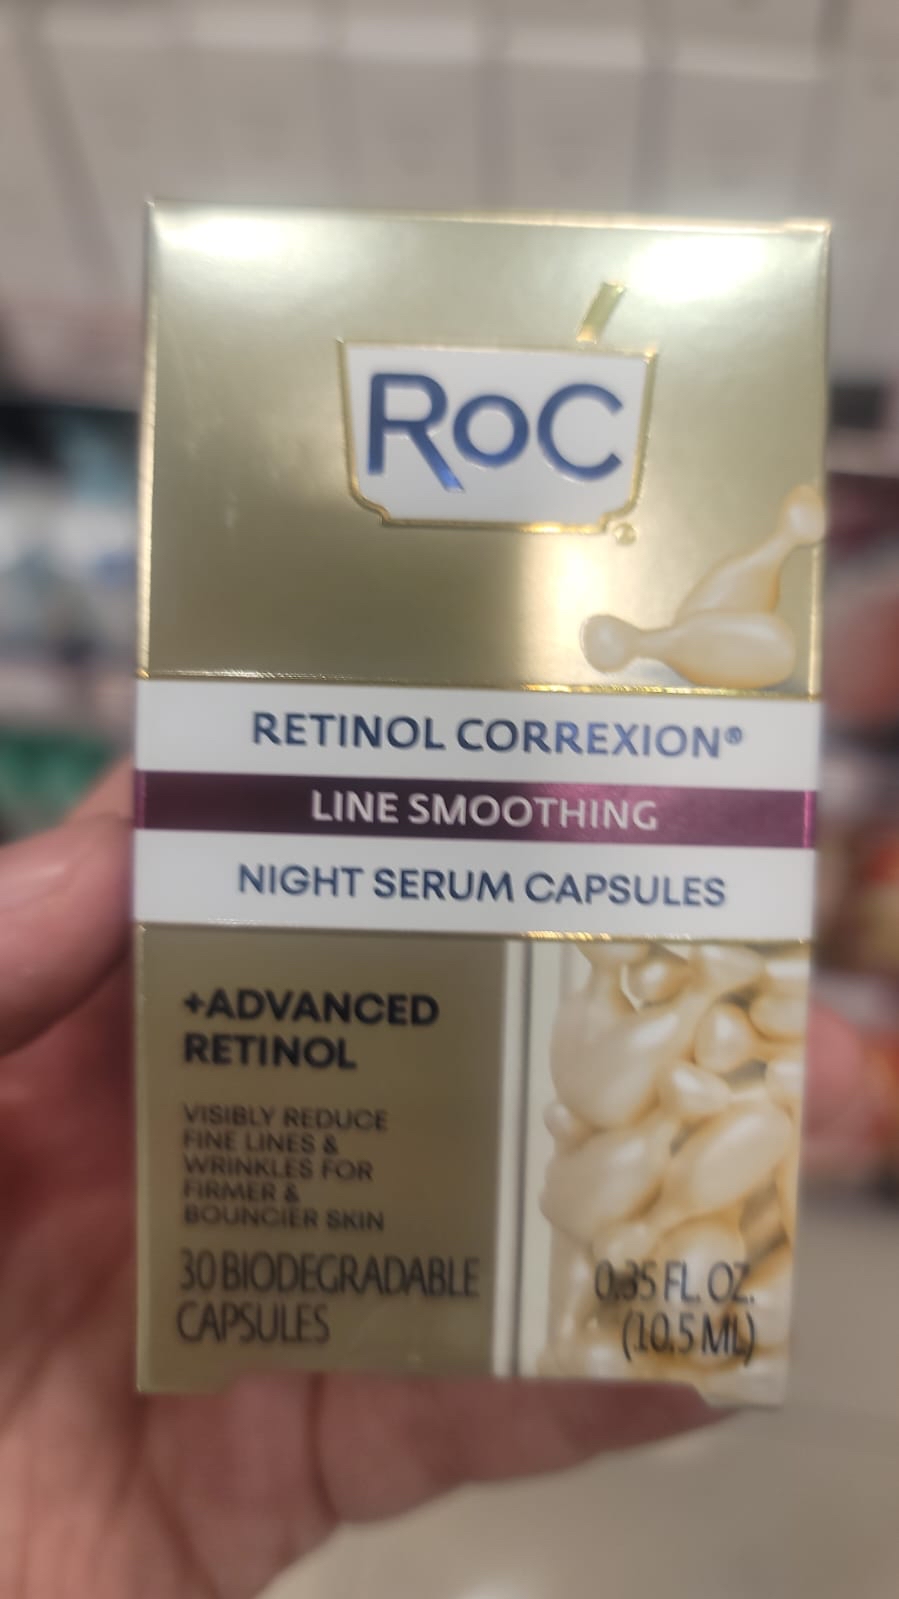 RoC
RETINOL CORREXION®
LINE SMOOTHING
NIGHT SERUM CAPSULES
+ADVANCED
RETINOL
VISIBLY REDUCE
FINE LINES &
WRINKLES FOR
FIRMER &
BOUNCIER SKIN
30 BIODEGRADABLE
CAPSULES
0.35 FL. OZ.
(10.5 ML)